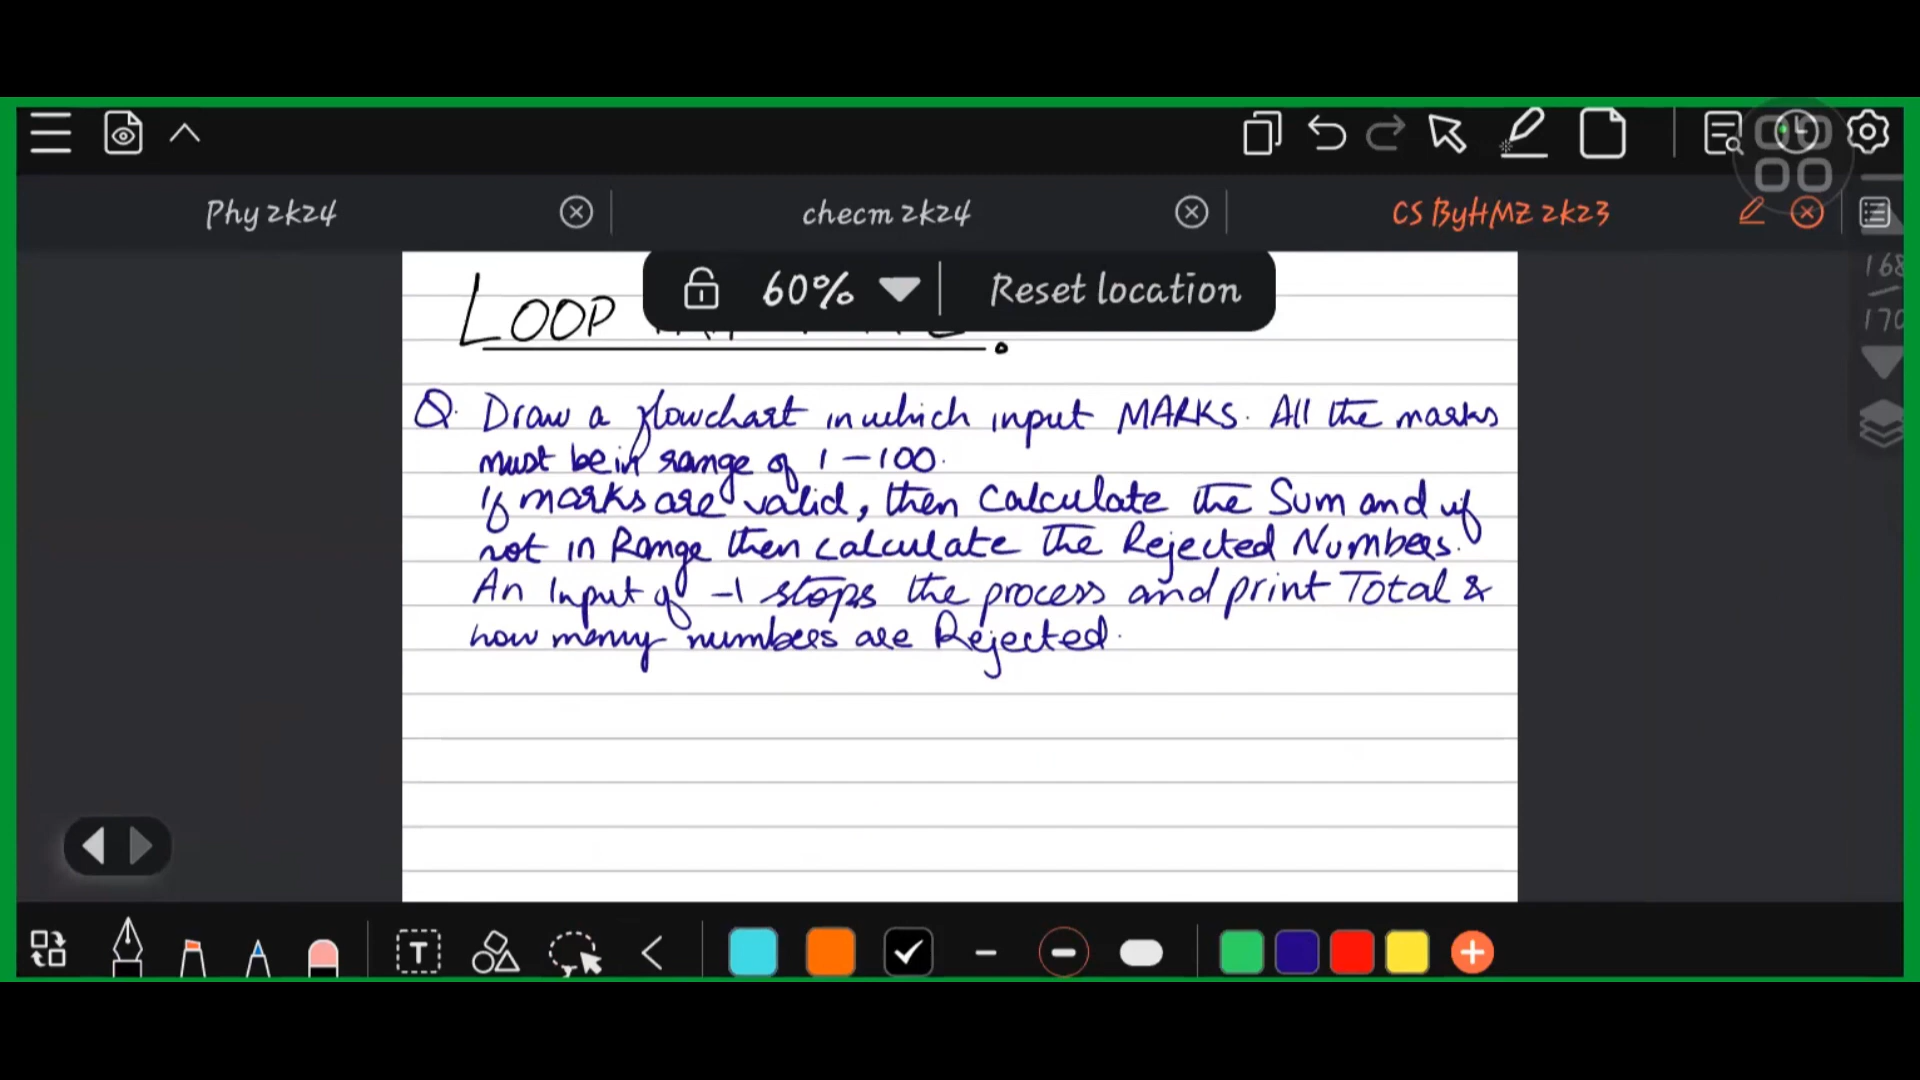 Phy 2k24
checm 2k24
CS ByHMZ 2k23
168
170
60%
Reset location
LOOP
Q. Draw a flowchart in which input MARKS. All the marks
must be in range of 1-100.
If marks are valid, then Calculate the Sum and if
not in Range then calculate the Rejected Numbers.
An Input of -1 stops the process and print Total &
how many numbers are Rejected.
T